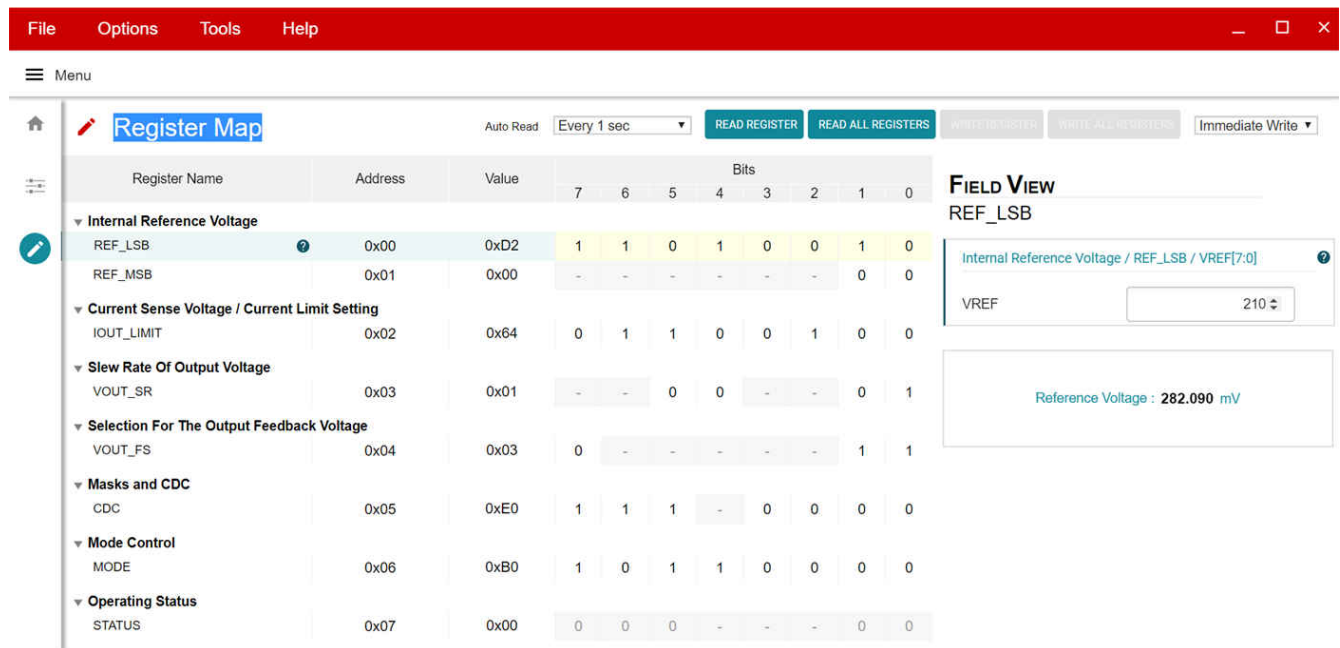 File Options Tools Help
Menu
Register Map Auto Read Every 1 sec READ REGISTER READ ALL REGISTERS WRITE REGISTER WRITE ALL REGISTERS Immediate Write
Register Name Address Value Bits
7 6 5 4 3 2 1 0
Internal Reference Voltage
REF_LSB 0x00 0xD2 1 1 0 1 0 0 1 0
REF_MSB 0x01 0x00 - - - - - - 0 0
Current Sense Voltage / Current Limit Setting
IOUT_LIMIT 0x02 0x64 0 1 1 0 0 1 0 0
Slew Rate Of Output Voltage
VOUT_SR 0x03 0x01 - - 0 0 - - 0 1
Selection For The Output Feedback Voltage
VOUT_FS 0x04 0x03 0 - - - - - 1 1
Masks and CDC
CDC 0x05 0xE0 1 1 1 - 0 0 0 0
Mode Control
MODE 0x06 0xB0 1 0 1 1 0 0 0 0
Operating Status
STATUS 0x07 0x00 0 0 0 - - - 0 0
FIELD VIEW
REF_LSB
Internal Reference Voltage / REF_LSB / VREF[7:0] ?
VREF 210
Reference Voltage : 282.090 mV